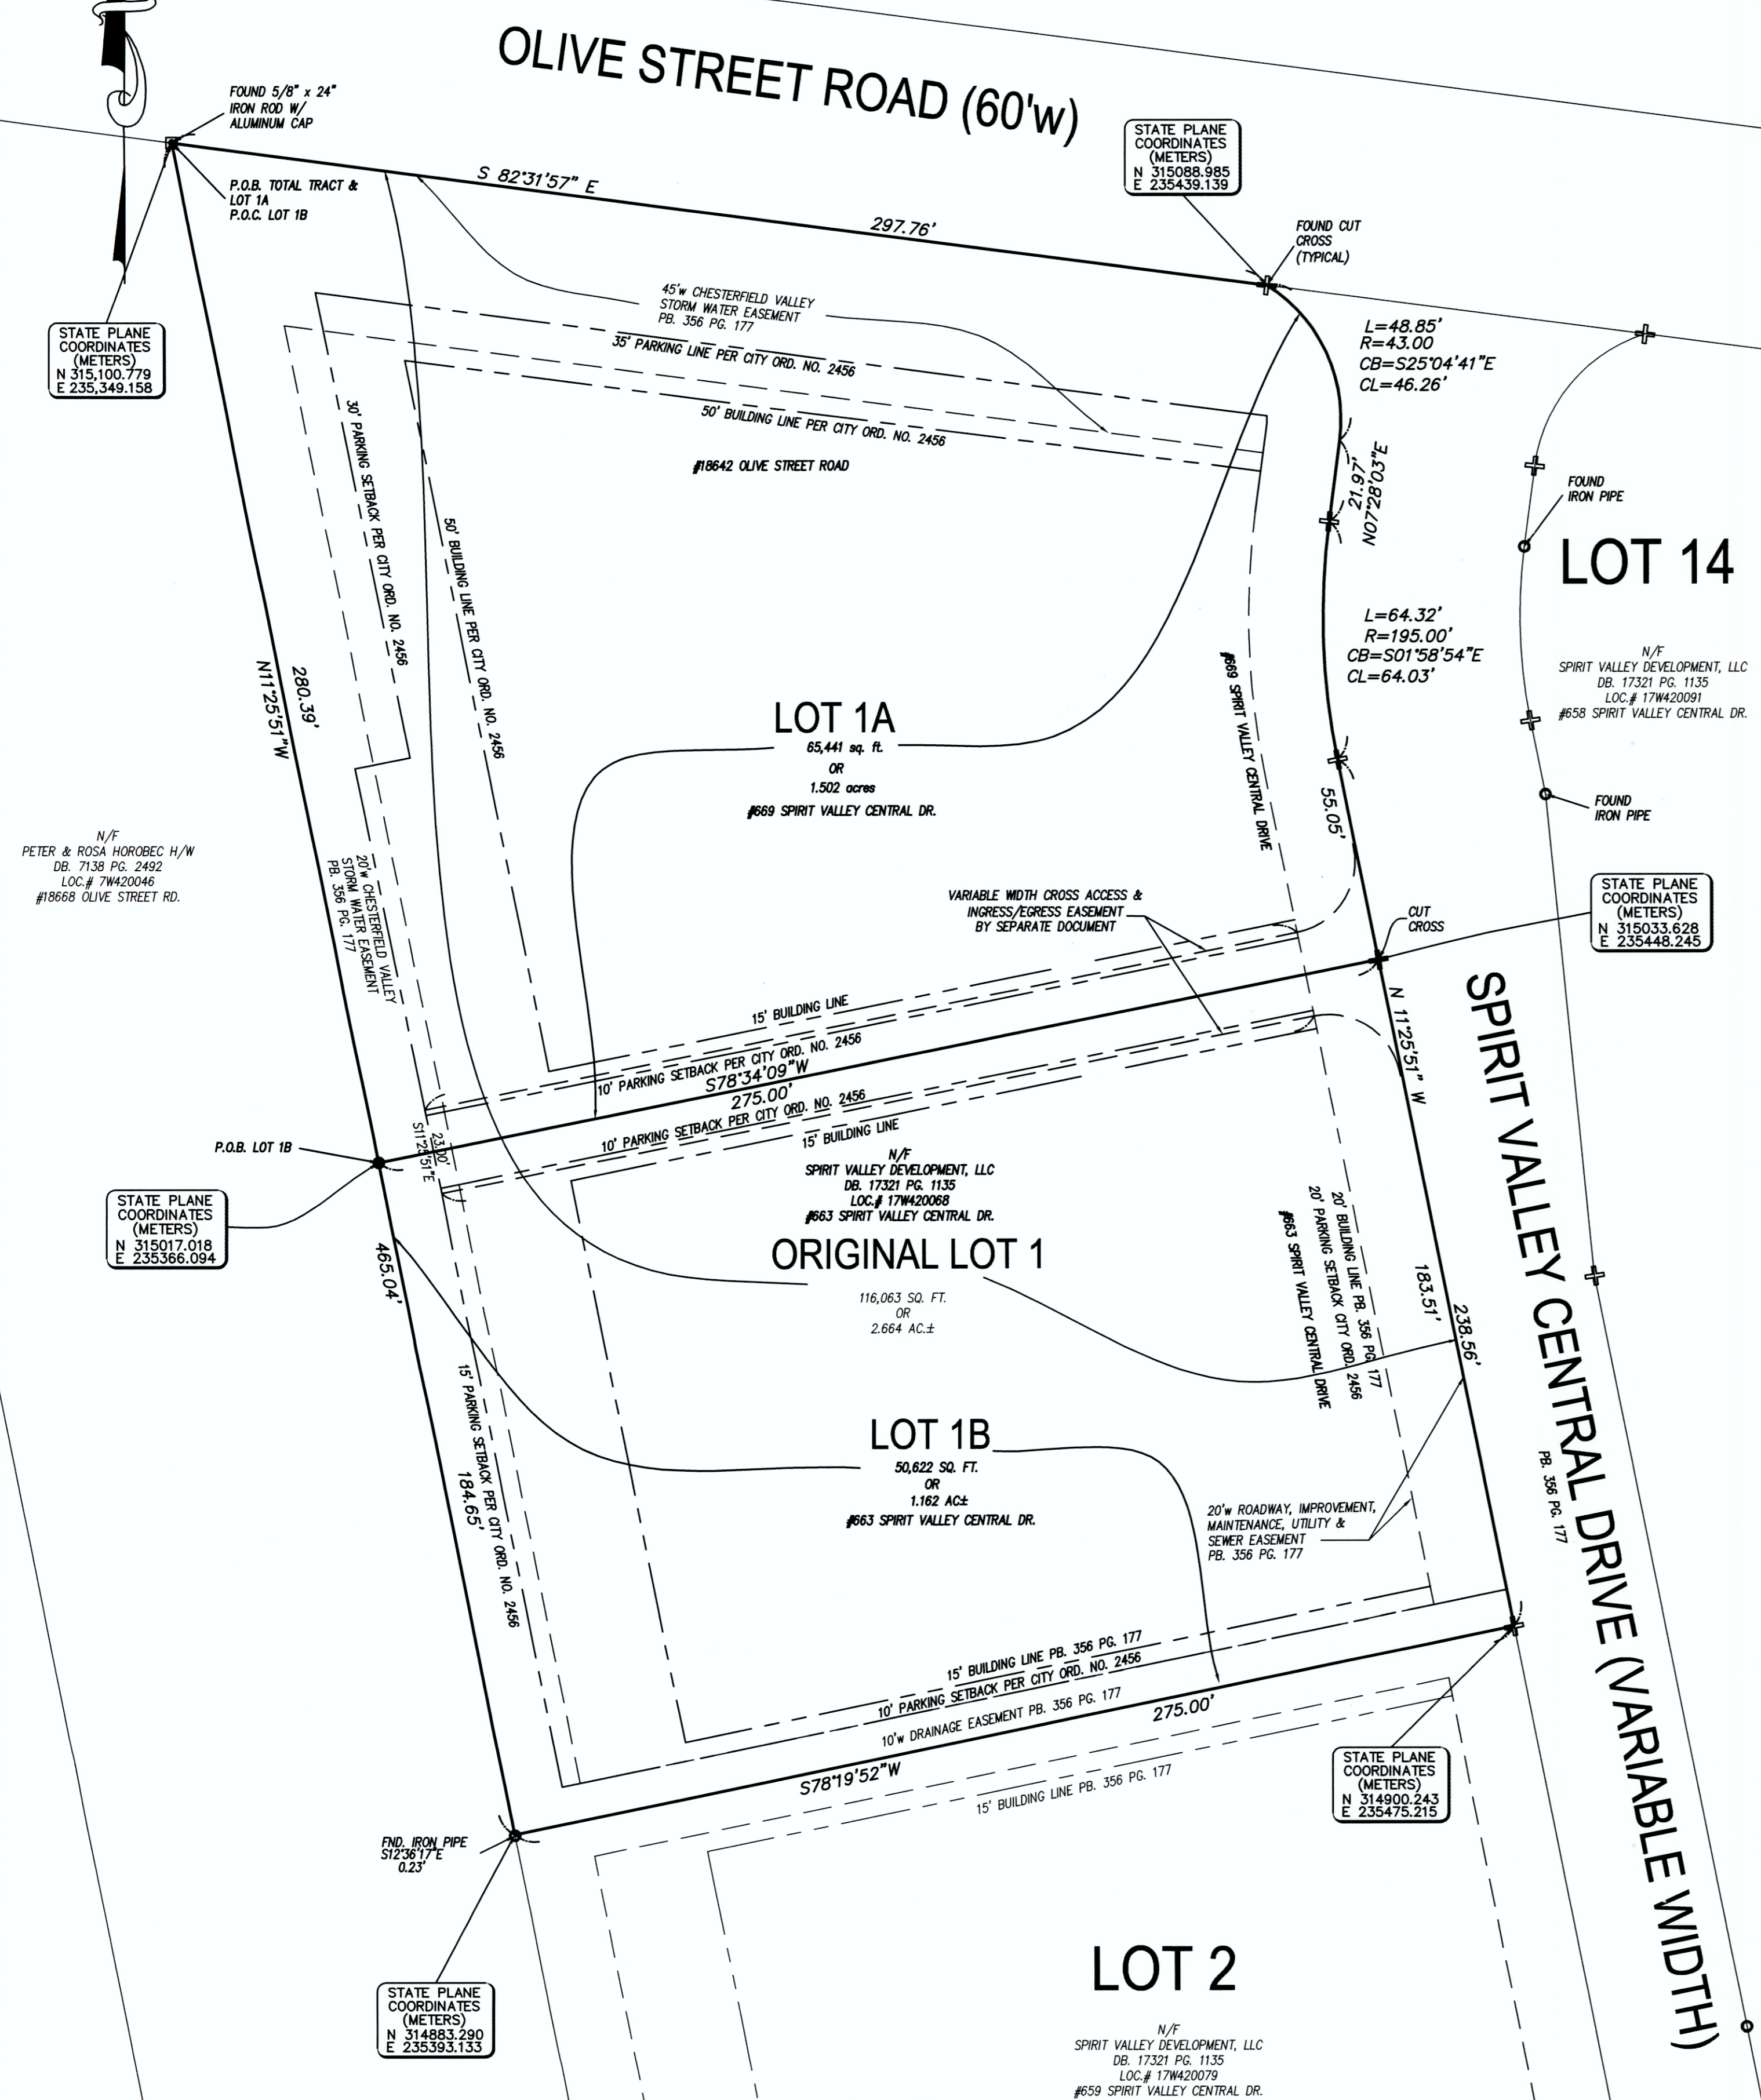 OLIVE STREET ROAD (60'w)
FOUND 5/8" x 24"
IRON ROD W/
ALUMINUM CAP
P.O.B. TOTAL TRACT &
LOT 1A
P.O.C. LOT 1B
STATE PLANE
COORDINATES
(METERS)
N 315,100.779
E 235,349.158
S 82°31'57" E
297.76'
STATE PLANE
COORDINATES
(METERS)
N 315088.985
E 235439.139
FOUND CUT
CROSS
(TYPICAL)
45'w CHESTERFIELD VALLEY
STORM WATER EASEMENT
PB. 356 PG. 177
35' PARKING LINE PER CITY ORD. NO. 2456
50' BUILDING LINE PER CITY ORD. NO. 2456
#18642 OLIVE STREET ROAD
L=48.85'
R=43.00
CB=S25°04'41"E
CL=46.26'
21.97'
N07°28'03"E
FOUND
IRON PIPE
LOT 14
N/F
SPIRIT VALLEY DEVELOPMENT, LLC
DB. 17321 PG. 1135
LOC.# 17W420091
#658 SPIRIT VALLEY CENTRAL DR.
L=64.32'
R=195.00'
CB=S01°58'54"E
CL=64.03'
30' PARKING SETBACK PER CITY ORD. NO. 2456
50' BUILDING LINE PER CITY ORD. NO. 2456
280.39'
N11°25'51"W
LOT 1A
65,441 sq. ft.
OR
1.502 acres
#669 SPIRIT VALLEY CENTRAL DR.
#669 SPIRIT VALLEY CENTRAL DRIVE
55.05'
FOUND
IRON PIPE
N/F
PETER & ROSA HOROBEC H/W
DB. 7138 PG. 2492
LOC.# 7W420046
#18668 OLIVE STREET RD.
20'w CHESTERFIELD VALLEY
STORM WATER EASEMENT
PB. 356 PG. 177
VARIABLE WIDTH CROSS ACCESS &
INGRESS/EGRESS EASEMENT
BY SEPARATE DOCUMENT
CUT
CROSS
STATE PLANE
COORDINATES
(METERS)
N 315033.628
E 235448.245
15' BUILDING LINE
10' PARKING SETBACK PER CITY ORD. NO. 2456
S78°34'09"W
275.00'
10' PARKING SETBACK PER CITY ORD. NO. 2456
15' BUILDING LINE
N 11°25'51" W
23.00'
S11°25'51"E
P.O.B. LOT 1B
STATE PLANE
COORDINATES
(METERS)
N 315017.018
E 235366.094
N/F
SPIRIT VALLEY DEVELOPMENT, LLC
DB. 17321 PG. 1135
LOC.# 17W420068
#663 SPIRIT VALLEY CENTRAL DR.
ORIGINAL LOT 1
116,063 SQ. FT.
OR
2.664 AC.±
465.04'
20' BUILDING LINE PB. 356 PG. 177
20' PARKING SETBACK CITY ORD. 2456
#663 SPIRIT VALLEY CENTRAL DRIVE
183.51'
238.56'
SPIRIT VALLEY CENTRAL DRIVE (VARIABLE WIDTH)
PB. 356 PG. 177
LOT 1B
50,622 SQ. FT.
OR
1.162 AC±
#663 SPIRIT VALLEY CENTRAL DR.
15' PARKING SETBACK PER CITY ORD. NO. 2456
184.65'
20'w ROADWAY, IMPROVEMENT,
MAINTENANCE, UTILITY &
SEWER EASEMENT
PB. 356 PG. 177
15' BUILDING LINE PB. 356 PG. 177
10' PARKING SETBACK PER CITY ORD. NO. 2456
10'w DRAINAGE EASEMENT PB. 356 PG. 177
275.00'
S78°19'52"W
15' BUILDING LINE PB. 356 PG. 177
STATE PLANE
COORDINATES
(METERS)
N 314900.243
E 235475.215
FND. IRON PIPE
S12°36'17"E
0.23'
STATE PLANE
COORDINATES
(METERS)
N 314883.290
E 235393.133
LOT 2
N/F
SPIRIT VALLEY DEVELOPMENT, LLC
DB. 17321 PG. 1135
LOC.# 17W420079
#659 SPIRIT VALLEY CENTRAL DR.